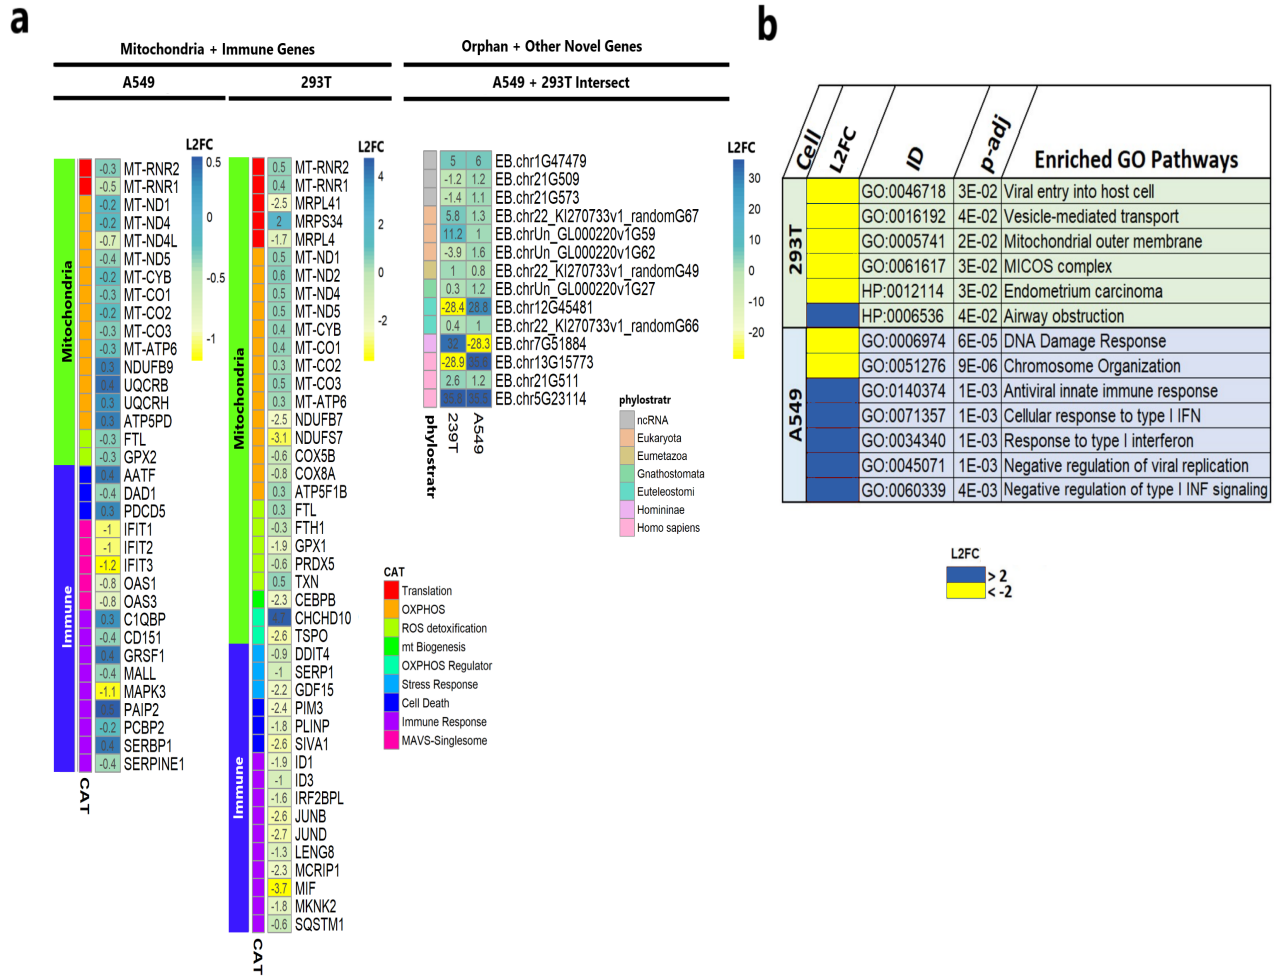 a
Mitochondria + Immune Genes
A549
293T
Orphan + Other Novel Genes
A549 + 293T Intersect
L2FC
0.5
0
-0.5
-1
Mitochondria
Immune
-0.3 MT-RNR2
-0.5 MT-RNR1
-0.2 MT-ND1
-0.2 MT-ND4
-0.7 MT-ND4L
-0.4 MT-ND5
-0.2 MT-CYB
-0.3 MT-CO1
-0.2 MT-CO2
-0.3 MT-CO3
-0.3 MT-ATP6
0.3 NDUFB9
0.4 UQCRB
0.3 UQCRH
0.3 ATP5PD
-0.3 FTL
-0.3 GPX2
0.4 AATF
-0.4 DAD1
0.3 PDCD5
-1 IFIT1
-1 IFIT2
-1.2 IFIT3
-0.8 OAS1
-0.8 OAS3
0.3 C1QBP
-0.4 CD151
0.4 GRSF1
-0.4 MALL
-1.1 MAPK3
PAIP2
-0.2 PCBP2
0.4 SERBP1
-0.4 SERPINE1
CAT
L2FC
4
2
0
-2
Mitochondria
Immune
0.5 MT-RNR2
0.4 MT-RNR1
-2.5 MRPL41
2 MRPS34
-1.7 MRPL4
0.5 MT-ND1
0.6 MT-ND2
0.5 MT-ND4
0.5 MT-ND5
0.4 MT-CYB
0.4 MT-CO1
0.3 MT-CO2
0.5 MT-CO3
0.3 MT-ATP6
-2.5 NDUFB7
-3.1 NDUFS7
-0.6 COX5B
-0.8 COX8A
0.3 ATP5F1B
0.5 FTL
-0.3 FTH1
-1.9 GPX1
-0.6 PRDX5
0.5 TXN
-2.3 CEBPB
CHCHD10
-2.6 TSPO
-0.9 DDIT4
-1 SERP1
-2.2 GDF15
-2.4 PIM3
-1.8 PLINP
-2.6 SIVA1
-1.9 ID1
-1 ID3
-1.6 IRF2BPL
-2.6 JUNB
-2.7 JUND
-1.3 LENG8
-2.3 MCRIP1
-3.7 MIF
-1.8 MKNK2
-0.6 SQSTM1
CAT
L2FC
30
20
10
0
-10
-20
5 6 EB.chr1G47479
-1.2 1.2 EB.chr21G509
-1.4 1.1 EB.chr21G573
5.8 1.3 EB.chr22_KI270733v1_randomG67
11.2 1 EB.chrUn_GL000220v1G59
-3.9 1.6 EB.chrUn_GL000220v1G62
1 0.8 EB.chr22_KI270733v1_randomG49
0.3 1.2 EB.chrUn_GL000220v1G27
-28.4 28.8 EB.chr12G45481
0.4 1 EB.chr22_KI270733v1_randomG66
32 -28.3 EB.chr7G51884
-28.9 EB.chr13G15773
2.6 1.2 EB.chr21G511
EB.chr5G23114
phylostratr
239T
A549
phylostratr
ncRNA
Eukaryota
Eumetazoa
Gnathostomata
Euteleostomi
Homininae
Homo sapiens
CAT
Translation
OXPHOS
ROS detoxification
mt Biogenesis
OXPHOS Regulator
Stress Response
Cell Death
Immune Response
MAVS-Singlesome
b
Cell L2FC ID p-adj Enriched GO Pathways
293T
GO:0046718 3E-02 Viral entry into host cell
GO:0016192 4E-02 Vesicle-mediated transport
GO:0005741 2E-02 Mitochondrial outer membrane
GO:0061617 3E-02 MICOS complex
HP:0012114 3E-02 Endometrium carcinoma
HP:0006536 4E-02 Airway obstruction
A549
GO:0006974 6E-05 DNA Damage Response
GO:0051276 9E-06 Chromosome Organization
GO:0140374 1E-03 Antiviral innate immune response
GO:0071357 1E-03 Cellular response to type I IFN
GO:0034340 1E-03 Response to type I interferon
GO:0045071 1E-03 Negative regulation of viral replication
GO:0060339 4E-03 Negative regulation of type I INF signaling
L2FC
> 2
< -2